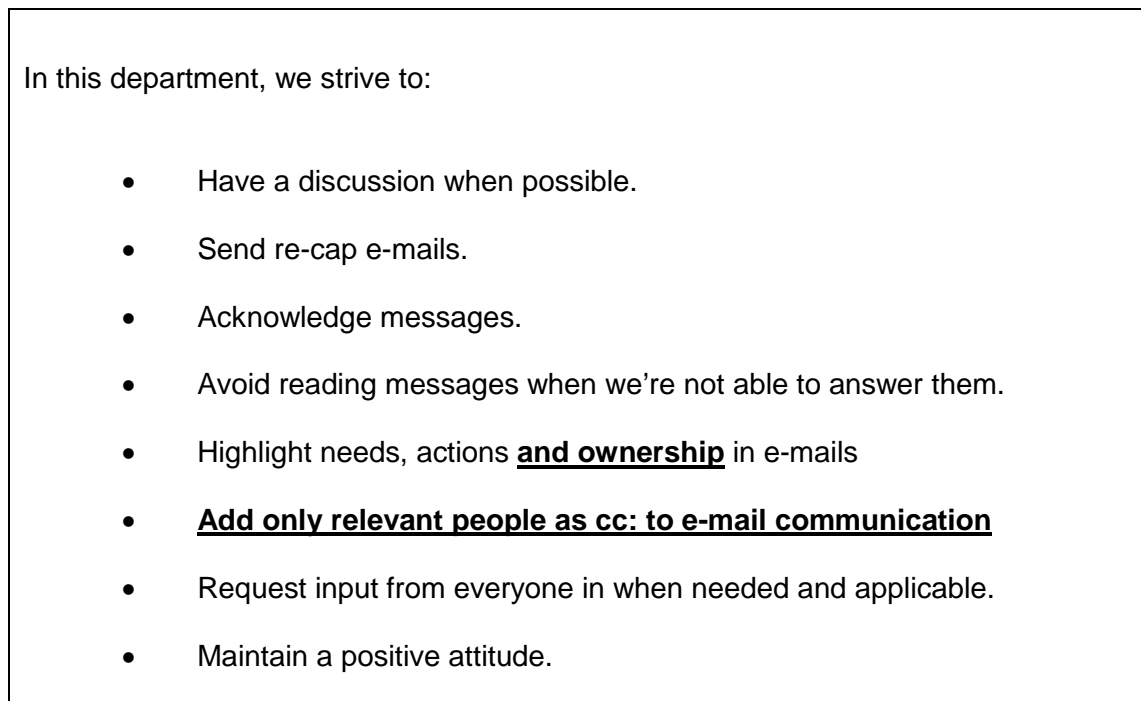 In this department, we strive to:
• Have a discussion when possible.
• Send re-cap e-mails.
• Acknowledge messages.
• Avoid reading messages when we’re not able to answer them.
• Highlight needs, actions and ownership in e-mails
• Add only relevant people as cc: to e-mail communication
• Request input from everyone in when needed and applicable.
• Maintain a positive attitude.